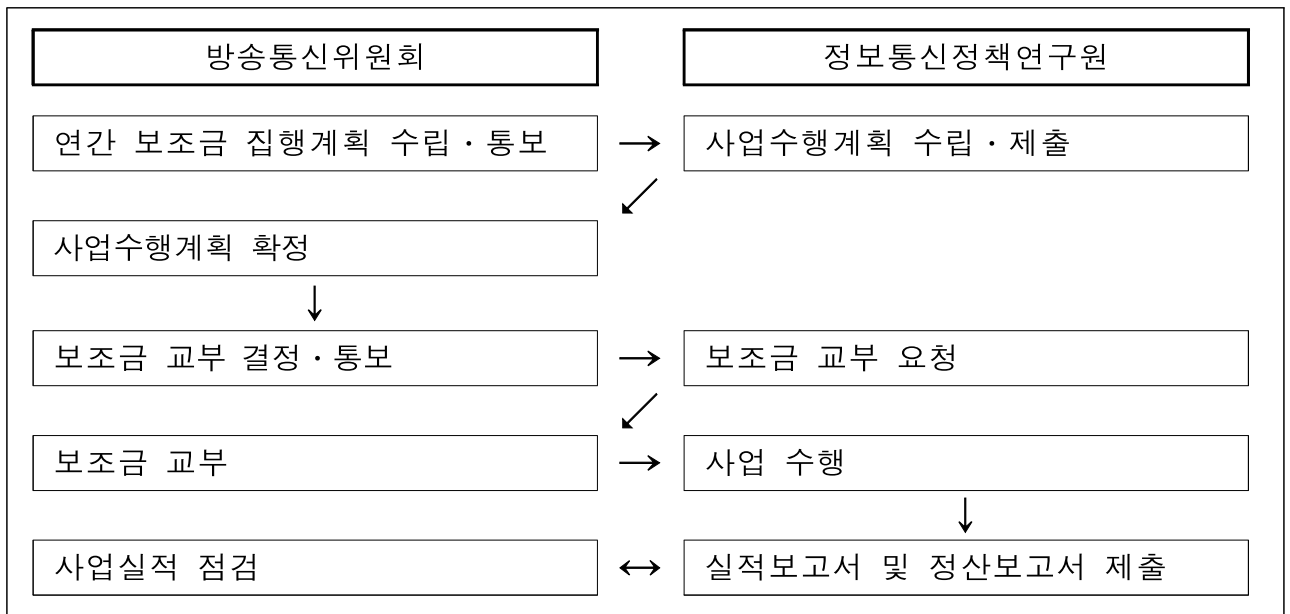 방송통신위원회
정보통신정책연구원
연간 보조금 집행계획 수립·통보
→
사업수행계획 수립·제출
↙
사업수행계획 확정
↓
보조금 교부 결정·통보
→
보조금 교부 요청
↙
보조금 교부
→
사업 수행
↓
사업실적 점검
↔
실적보고서 및 정산보고서 제출